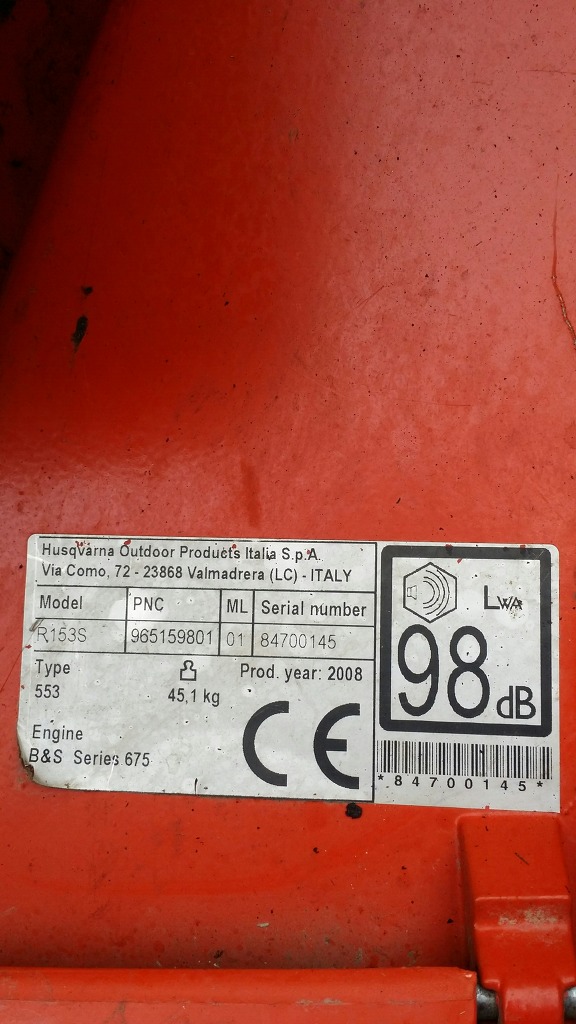 Husqvarna Outdoor Products Italia S.p.A.
Via Como, 72 - 23868 Valmadrera (LC) - ITALY
Model PNC ML Serial number
R153S 965159801 01 84700145
Type Prod. year: 2008
553 45,1 kg
Engine
B&S Series 675
CE
LWA
98 dB
*84700145*